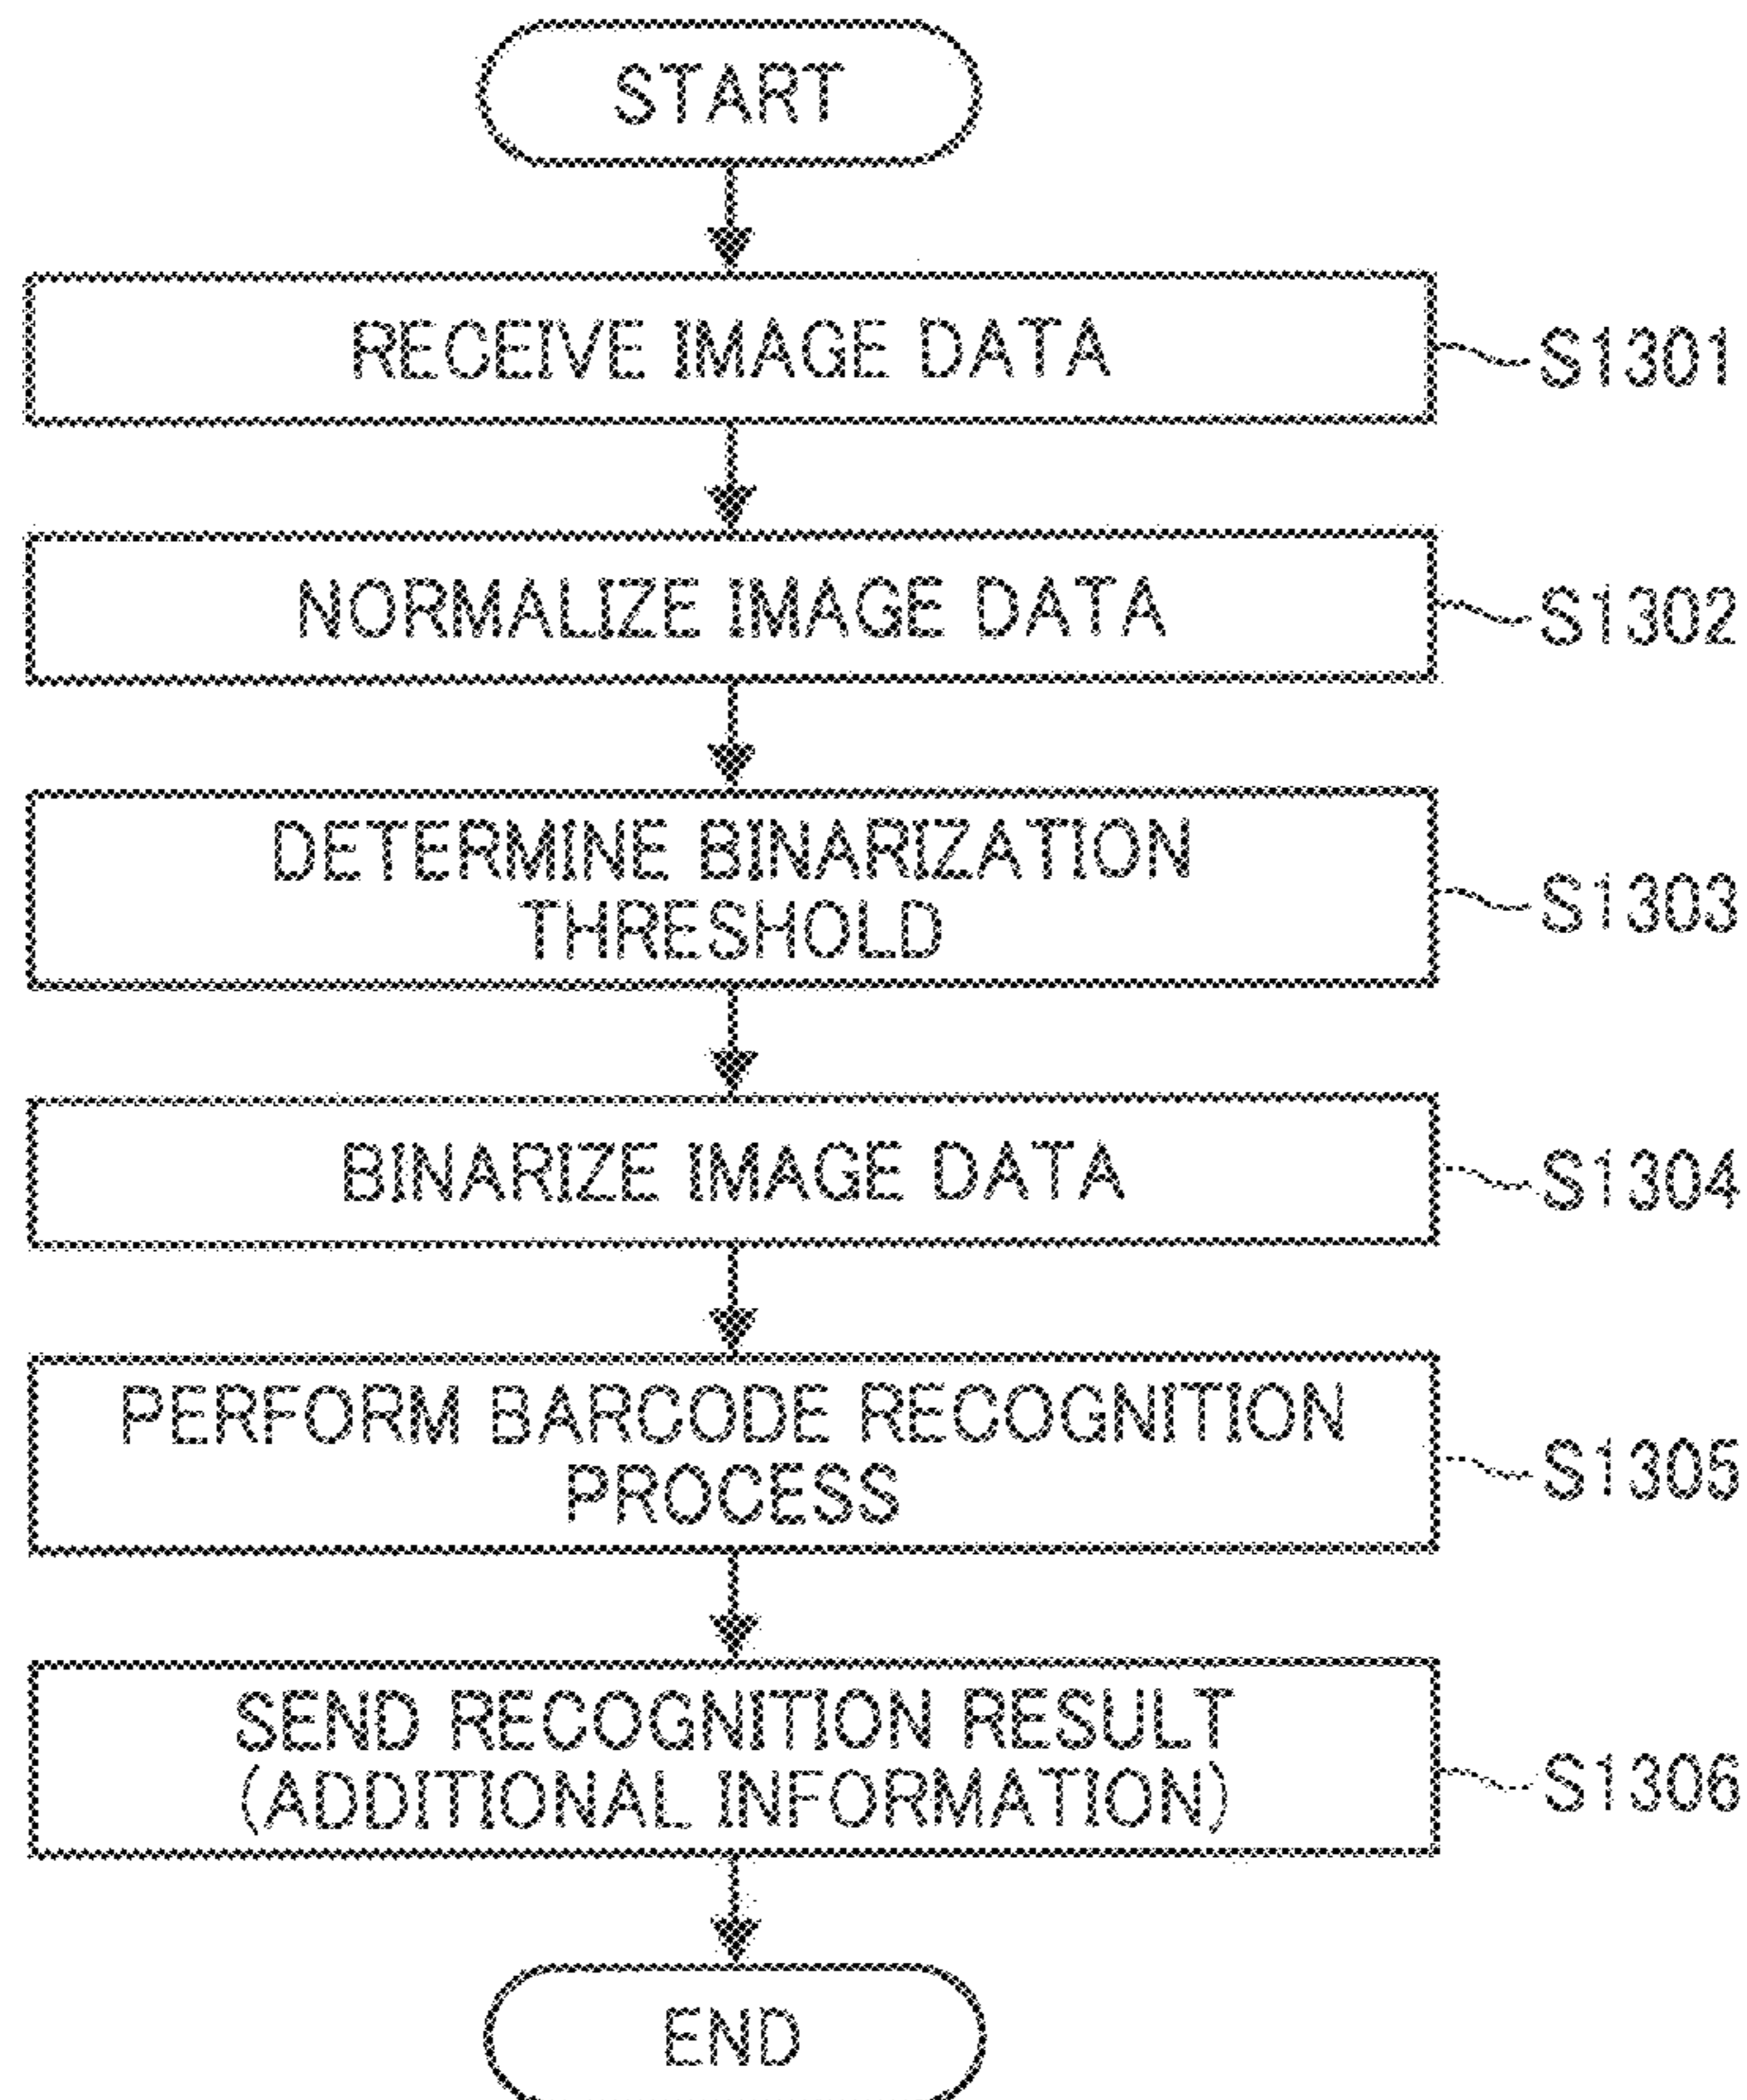 START
RECEIVE IMAGE DATA
S1301
NORMALIZE IMAGE DATA
S1302
DETERMINE BINARIZATION
THRESHOLD
S1303
BINARIZE IMAGE DATA
S1304
PERFORM BARCODE RECOGNITION
PROCESS
S1305
SEND RECOGNITION RESULT
(ADDITIONAL INFORMATION)
S1306
END